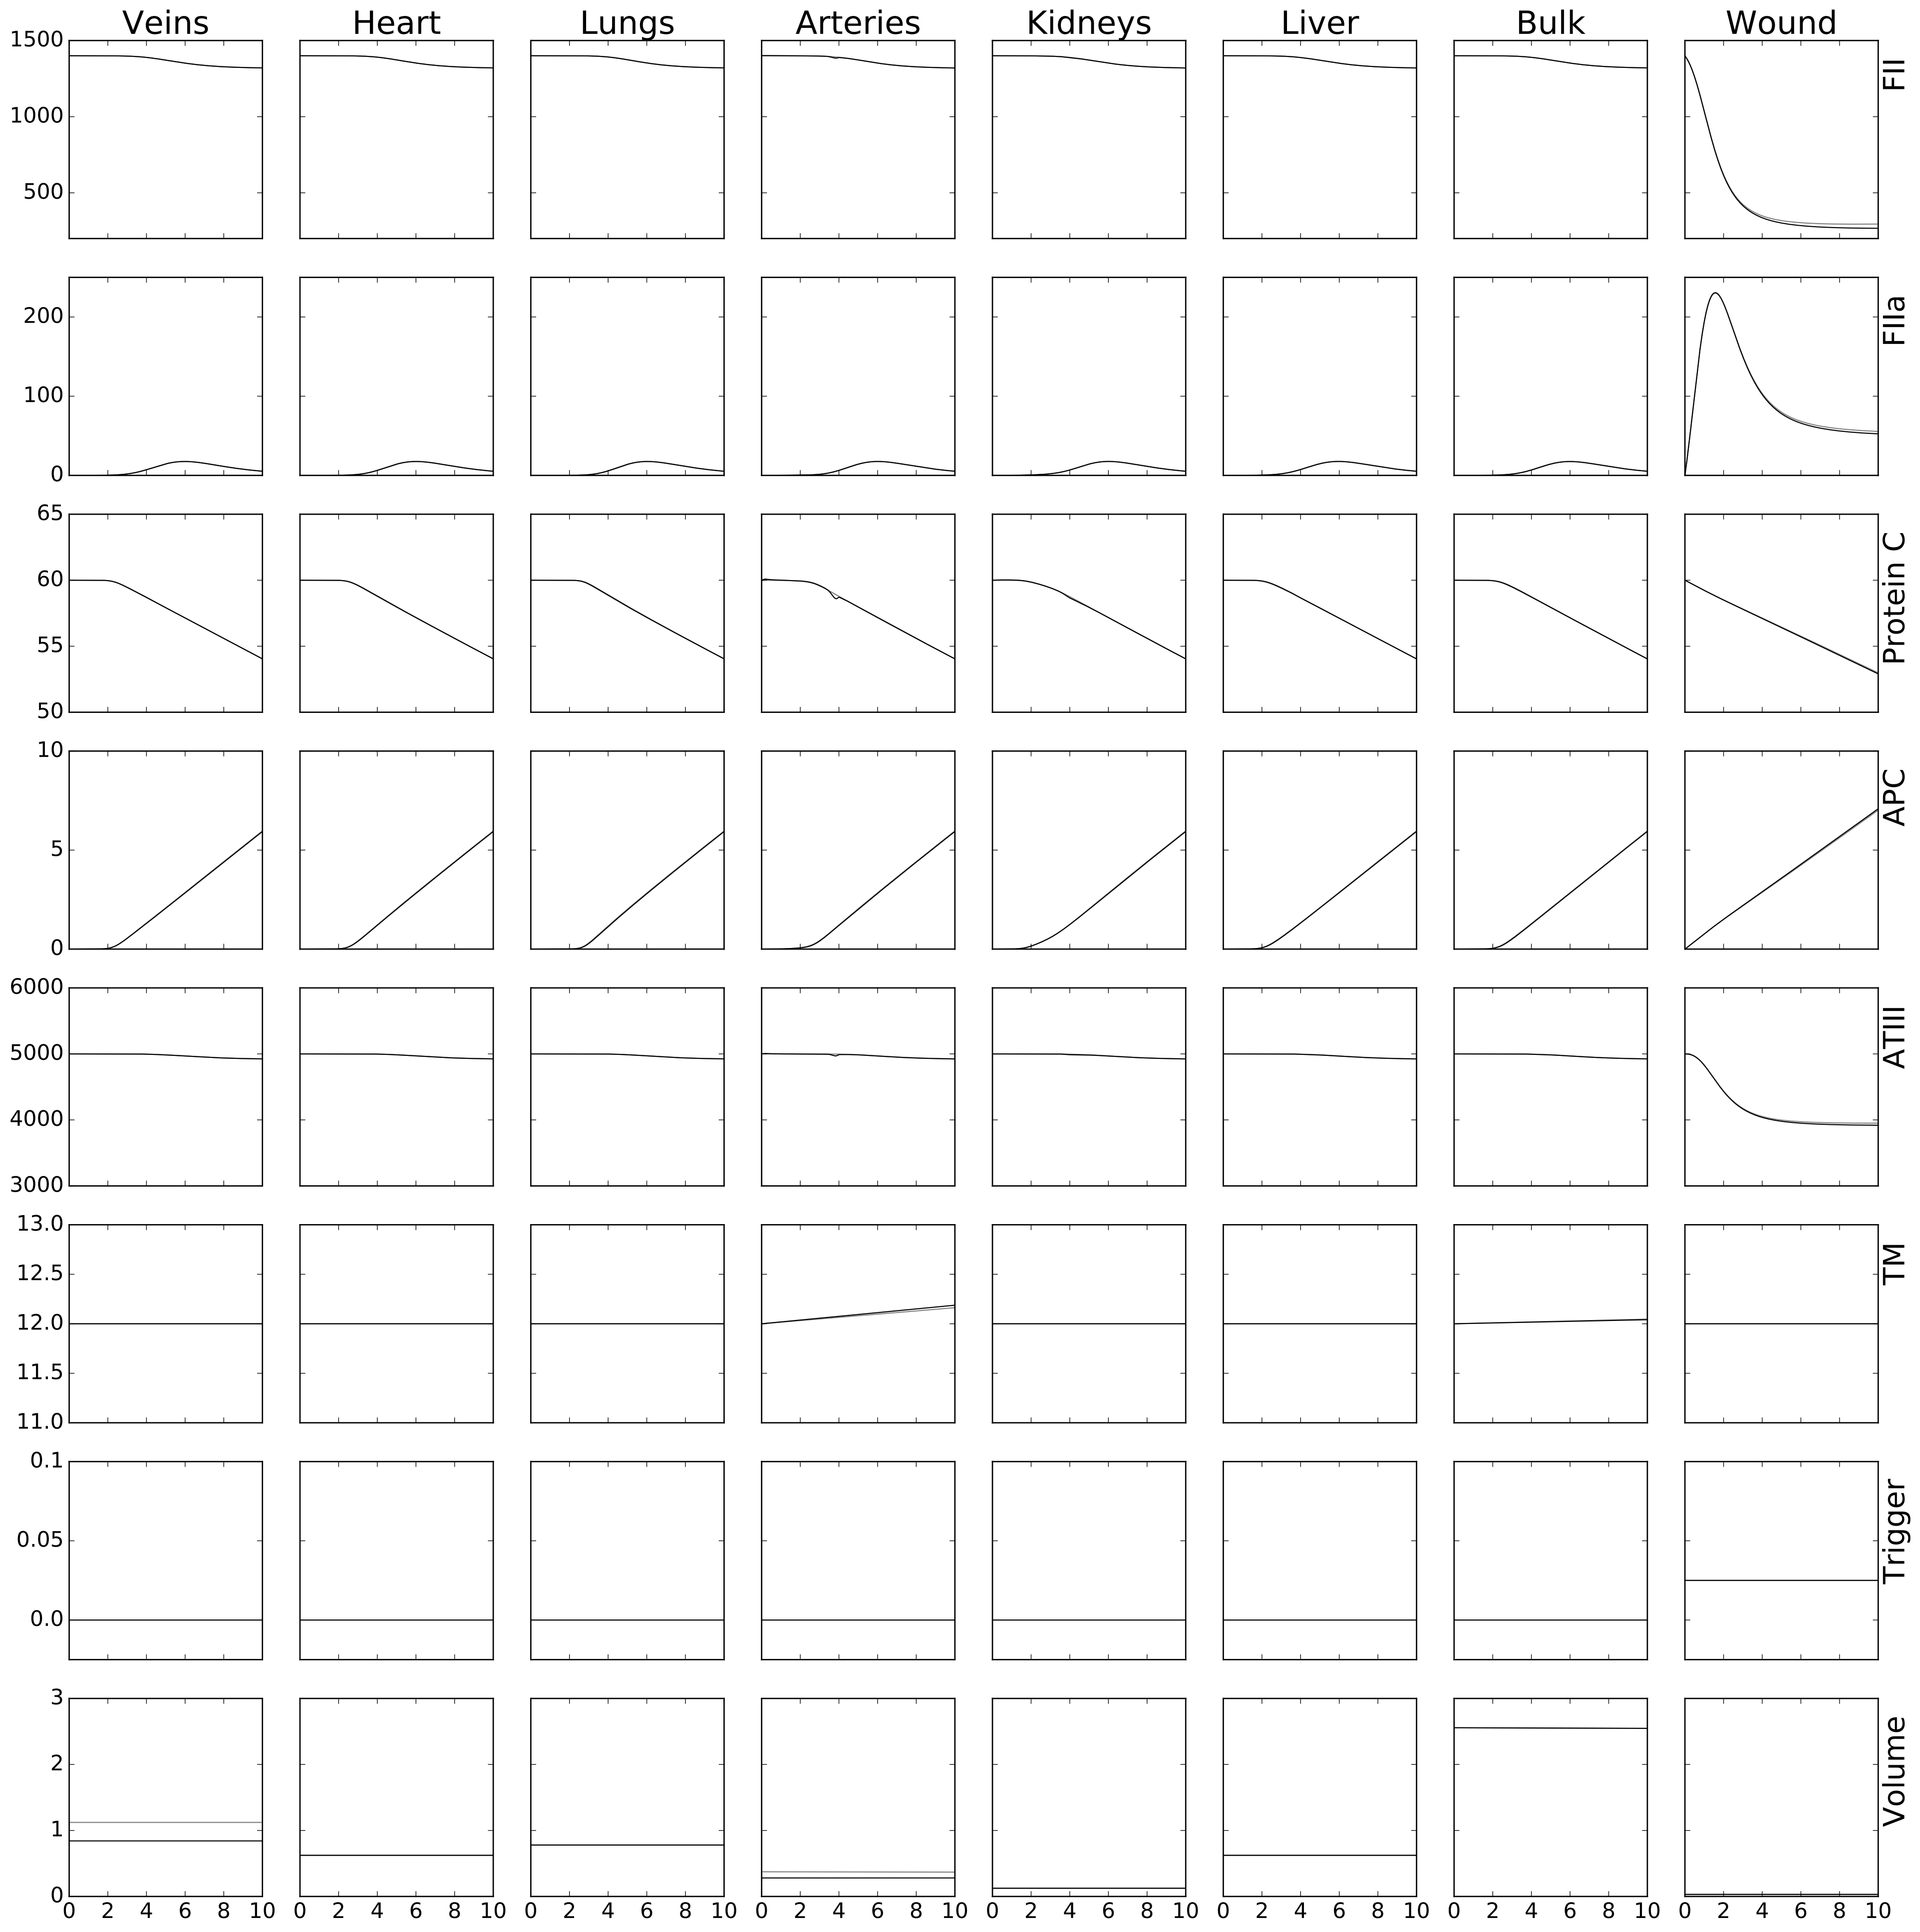 Veins Heart Lungs Arteries Kidneys Liver Bulk Wound
1500
1000
500
FII
200
100
0
FIIa
65
60
55
50
Protein C
10
5
0
APC
6000
5000
4000
3000
ATIII
13.0
12.5
12.0
11.5
11.0
TM
0.1
0.05
0.0
Trigger
3
2
1
0
Volume
0 2 4 6 8 10 0 2 4 6 8 10 0 2 4 6 8 10 0 2 4 6 8 10 0 2 4 6 8 10 0 2 4 6 8 10 0 2 4 6 8 10 0 2 4 6 8 10